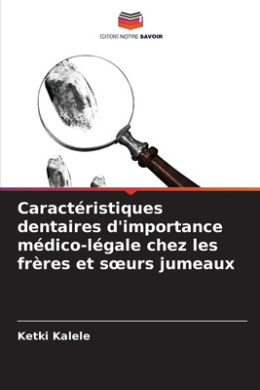 EDITIONS NOTRE SAVOIR
Caractéristiques
dentaires d'importance
médico-légale chez les
frères et sœurs jumeaux
Ketki Kalele